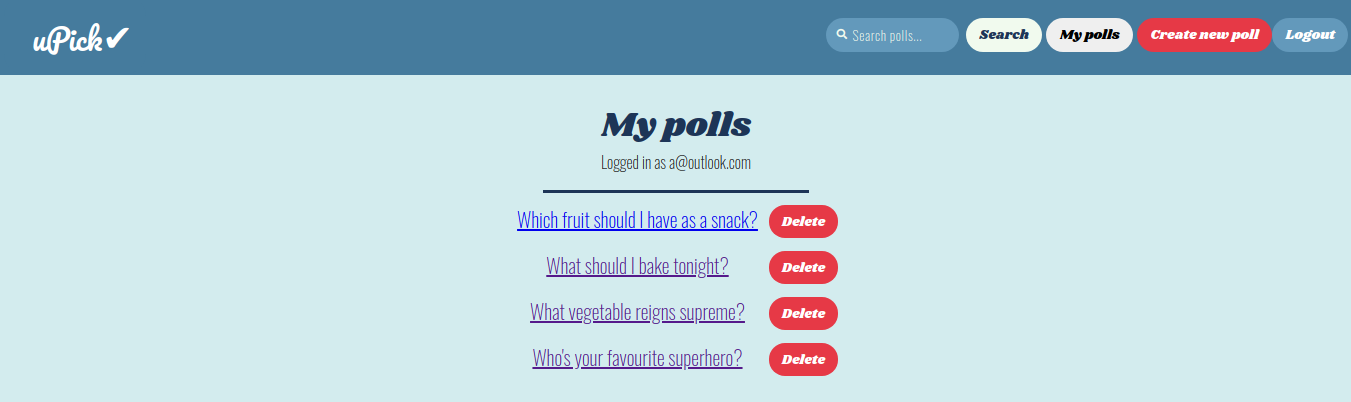 uPick✔
Search polls...
Search
My polls
Create new poll
Logout
My polls
Logged in as a@outlook.com
Which fruit should I have as a snack? Delete
What should I bake tonight? Delete
What vegetable reigns supreme? Delete
Who's your favourite superhero? Delete